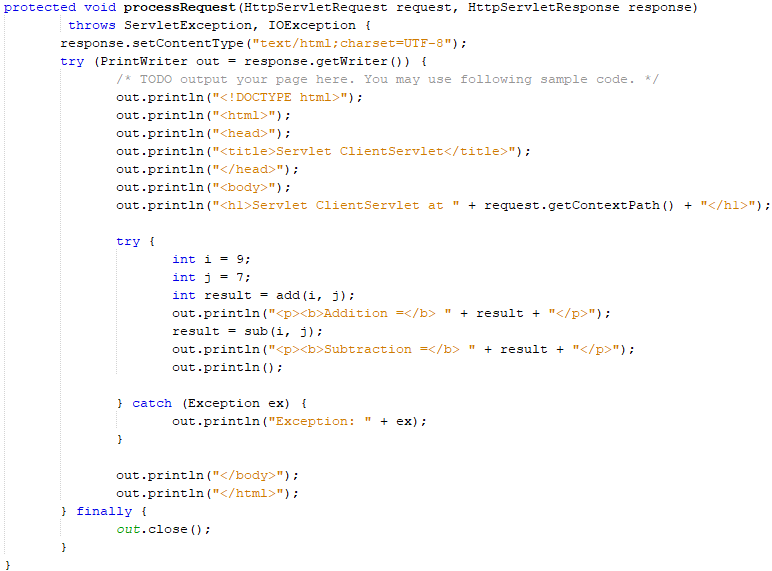 protected void processRequest(HttpServletRequest request, HttpServletResponse response)
        throws ServletException, IOException {
       response.setContentType("text/html;charset=UTF-8");
       try (PrintWriter out = response.getWriter()) {
              /* TODO output your page here. You may use following sample code. */
              out.println("<!DOCTYPE html>");
              out.println("<html>");
              out.println("<head>");
              out.println("<title>Servlet ClientServlet</title>");
              out.println("</head>");
              out.println("<body>");
              out.println("<h1>Servlet ClientServlet at " + request.getContextPath() + "</h1>");

              try {
                     int i = 9;
                     int j = 7;
                     int result = add(i, j);
                     out.println("<p><b>Addition =</b> " + result + "</p>");
                     result = sub(i, j);
                     out.println("<p><b>Subtraction =</b> " + result + "</p>");
                     out.println();

              } catch (Exception ex) {
                     out.println("Exception: " + ex);
              }

              out.println("</body>");
              out.println("</html>");
       } finally {
              out.close();
       }
}